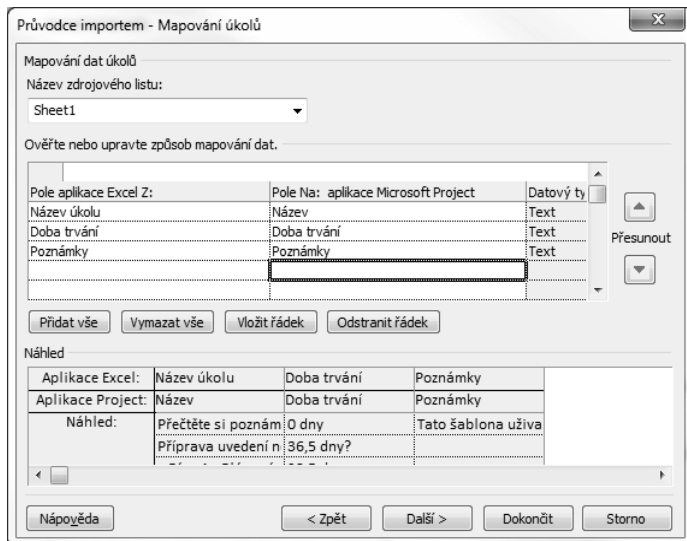 Průvodce importem - Mapování úkolů
x
Mapování dat úkolů
Název zdrojového listu:
Sheet1
Ověřte nebo upravte způsob mapování dat.
Pole aplikace Excel Z: Pole Na: aplikace Microsoft Project Datový ty
Název úkolu Název Text
Doba trvání Doba trvání Text
Poznámky Poznámky Text
Přesunout
Přidat vše Vymazat vše Vložit řádek Odstranit řádek
Náhled
Aplikace Excel: Název úkolu Doba trvání Poznámky
Aplikace Project: Název Doba trvání Poznámky
Náhled: Přečtěte si poznám 0 dny Tato šablona uživa
Příprava uvedení n 36,5 dny?
Nápověda < Zpět Další > Dokončit Storno